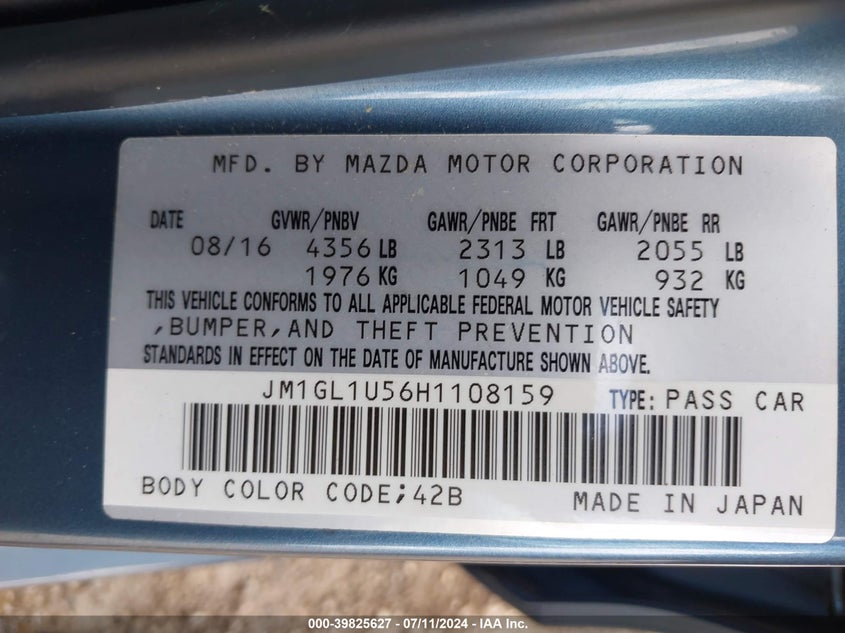 MFD. BY MAZDA MOTOR CORPORATION
DATE GVWR/PNBV GAWR/PNBE FRT GAWR/PNBE RR
08/16 4356 LB 2313 LB 2055 LB
1976 KG 1049 KG 932 KG
THIS VEHICLE CONFORMS TO ALL APPLICABLE FEDERAL MOTOR VEHICLE SAFETY
,BUMPER,AND THEFT PREVENTION
STANDARDS IN EFFECT ON THE DATE OF MANUFACTURE SHOWN ABOVE.
JM1GL1U56H1108159 TYPE: PASS CAR
BODY COLOR CODE;42B MADE IN JAPAN
000-39825627 - 07/11/2024 - IAA Inc.